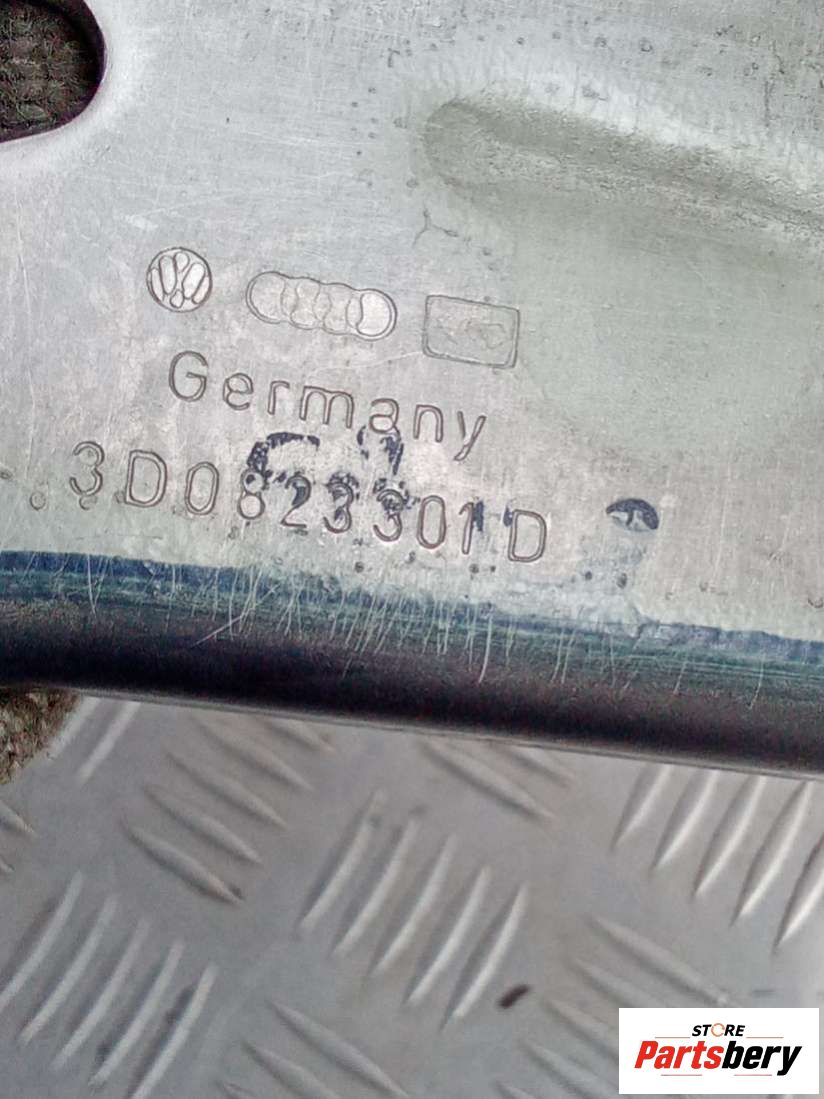 Germany
3D0823301D
STORE
Partsbery